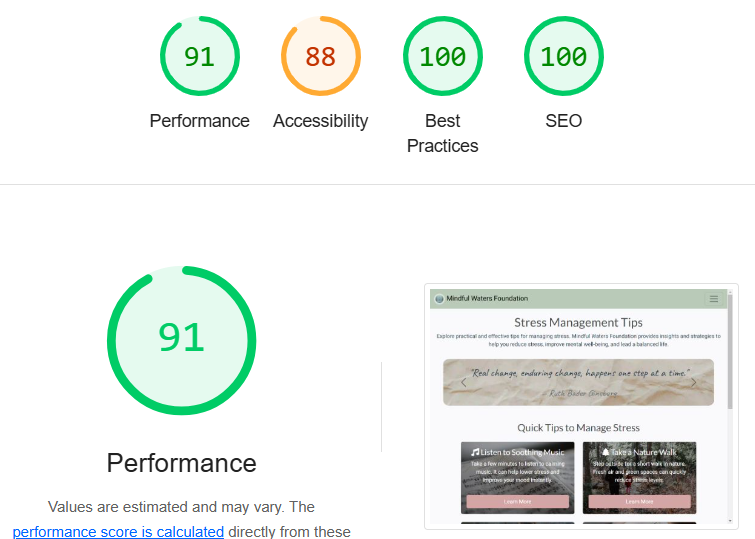 91
88
100
100
Performance
Accessibility
Best
Practices
SEO
91
Performance
Values are estimated and may vary. The
performance score is calculated directly from these
Mindful Waters Foundation
Stress Management Tips
Explore practical and effective tips for managing stress. Mindful Waters Foundation provides insights and strategies to
help you reduce stress, improve mental well-being, and lead a balanced life.
"Real change, enduring change, happens one step at a time."
- Ruth Bader Ginsburg
Quick Tips to Manage Stress
Listen to Soothing Music
Take a few minutes to listen to calming
music. It can help lower stress and
improve your mood instantly.
Learn More
Take a Nature Walk
Step outside for a short walk in nature.
Fresh air and green spaces can quickly
reduce stress levels.
Learn More